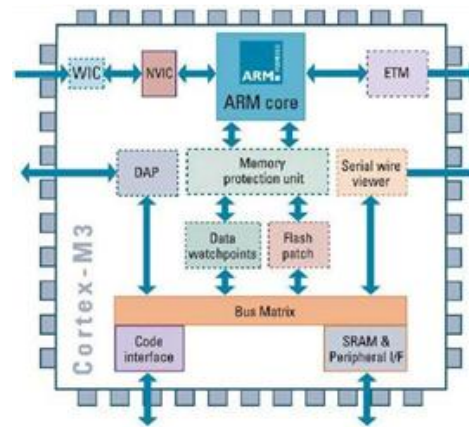 WIC
NVIC
ARM
POWERED
ARM core
ETM
DAP
Memory
protection unit
Serial wire
viewer
Data
watchpoints
Flash
patch
Bus Matrix
Code
interface
SRAM &
Peripheral I/F
Cortex-M3